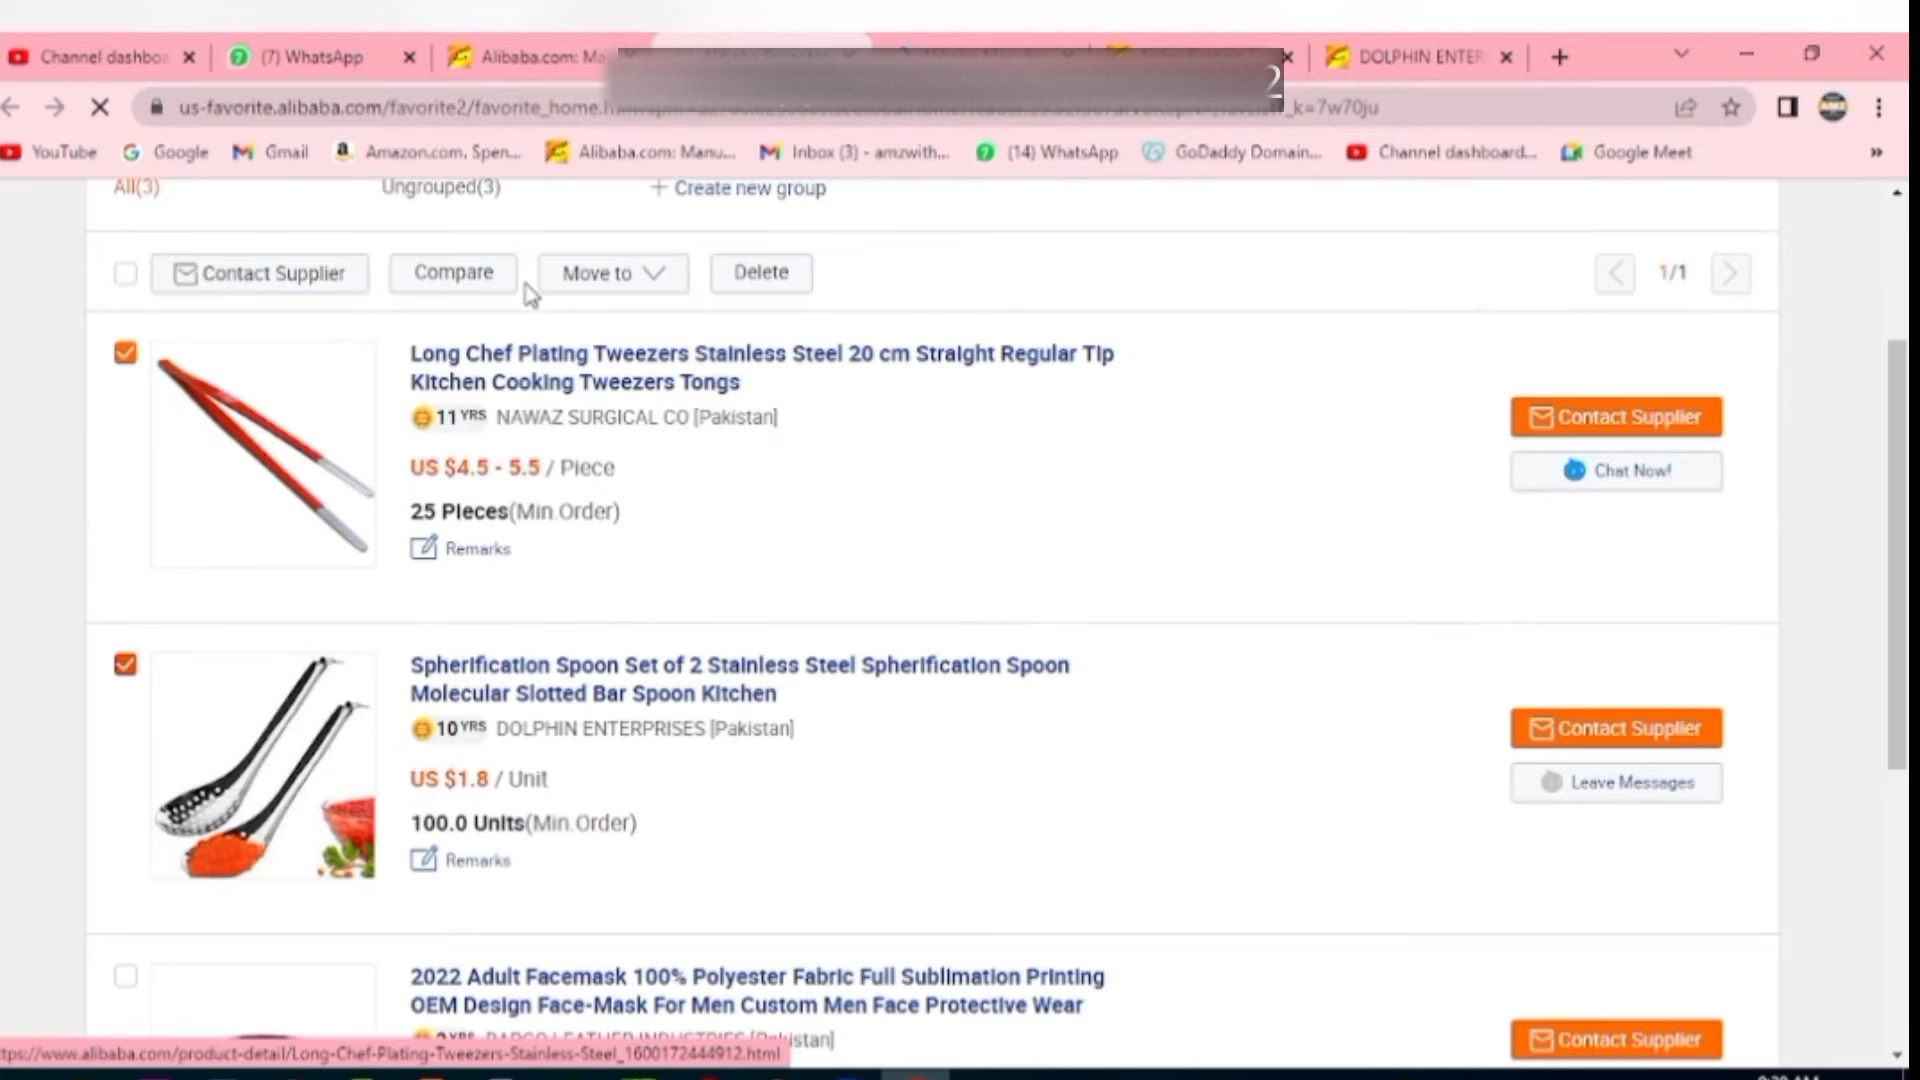 Channel dashboa
(7) WhatsApp
Alibaba.com: Ma
DOLPHIN ENTER
2
us-favorite.alibaba.com/favorite2/favorite_home.h
_k=7w70ju
YouTube
Google
Gmail
Amazon.com. Spen...
Alibaba.com: Manu...
Inbox (3) - amzwith...
(14) WhatsApp
GoDaddy Domain...
Channel dashboard...
Google Meet
»
All(3)
Ungrouped(3)
+ Create new group
Contact Supplier
Compare
Move to
Delete
1/1
Long Chef Plating Tweezers Stainless Steel 20 cm Straight Regular Tip
Kitchen Cooking Tweezers Tongs
11 YRS NAWAZ SURGICAL CO [Pakistan]
US $4.5 - 5.5 / Piece
25 Pieces(Min.Order)
Remarks
Contact Supplier
Chat Now!
Spherification Spoon Set of 2 Stainless Steel Spherification Spoon
Molecular Slotted Bar Spoon Kitchen
10 YRS DOLPHIN ENTERPRISES [Pakistan]
US $1.8 / Unit
100.0 Units(Min.Order)
Remarks
Contact Supplier
Leave Messages
2022 Adult Facemask 100% Polyester Fabric Full Sublimation Printing
OEM Design Face-Mask For Men Custom Men Face Protective Wear
Contact Supplier
ttps://www.alibaba.com/product-detail/Long-Chef-Plating-Tweezers-Stainless-Steel_1600172444912.html